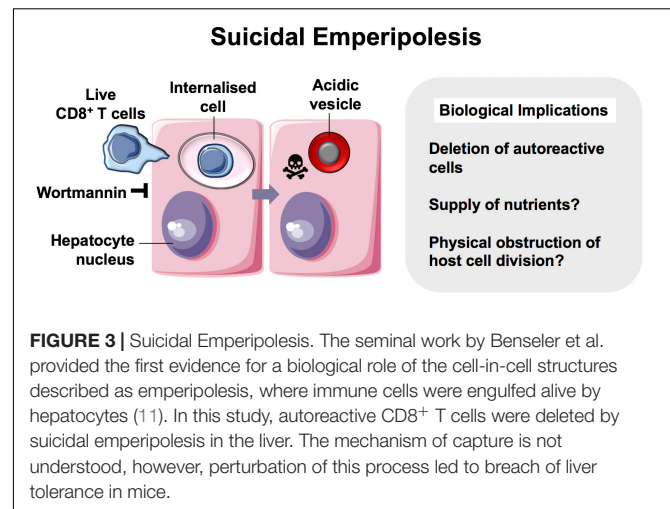 Suicidal Emperipolesis
Live
CD8⁺ T cells
Internalised
cell
Acidic
vesicle
Wortmannin
Hepatocyte
nucleus
Biological Implications
Deletion of autoreactive
cells
Supply of nutrients?
Physical obstruction of
host cell division?
FIGURE 3 | Suicidal Emperipolesis. The seminal work by Benseler et al.
provided the first evidence for a biological role of the cell-in-cell structures
described as emperipolesis, where immune cells were engulfed alive by
hepatocytes (11). In this study, autoreactive CD8⁺ T cells were deleted by
suicidal emperipolesis in the liver. The mechanism of capture is not
understood, however, perturbation of this process led to breach of liver
tolerance in mice.